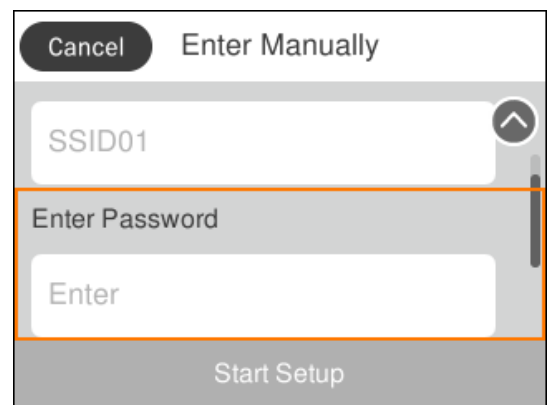 Cancel Enter Manually
SSID01
Enter Password
Enter
Start Setup